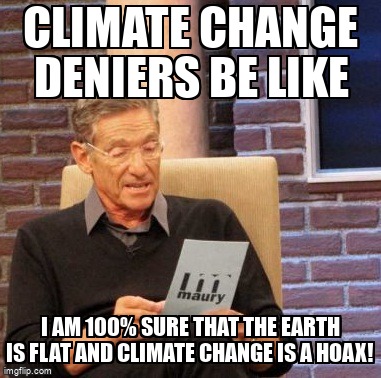 CLIMATE CHANGE
DENIERS BE LIKE
maury
I AM 100% SURE THAT THE EARTH
IS FLAT AND CLIMATE CHANGE IS A HOAX!
imgflip.com